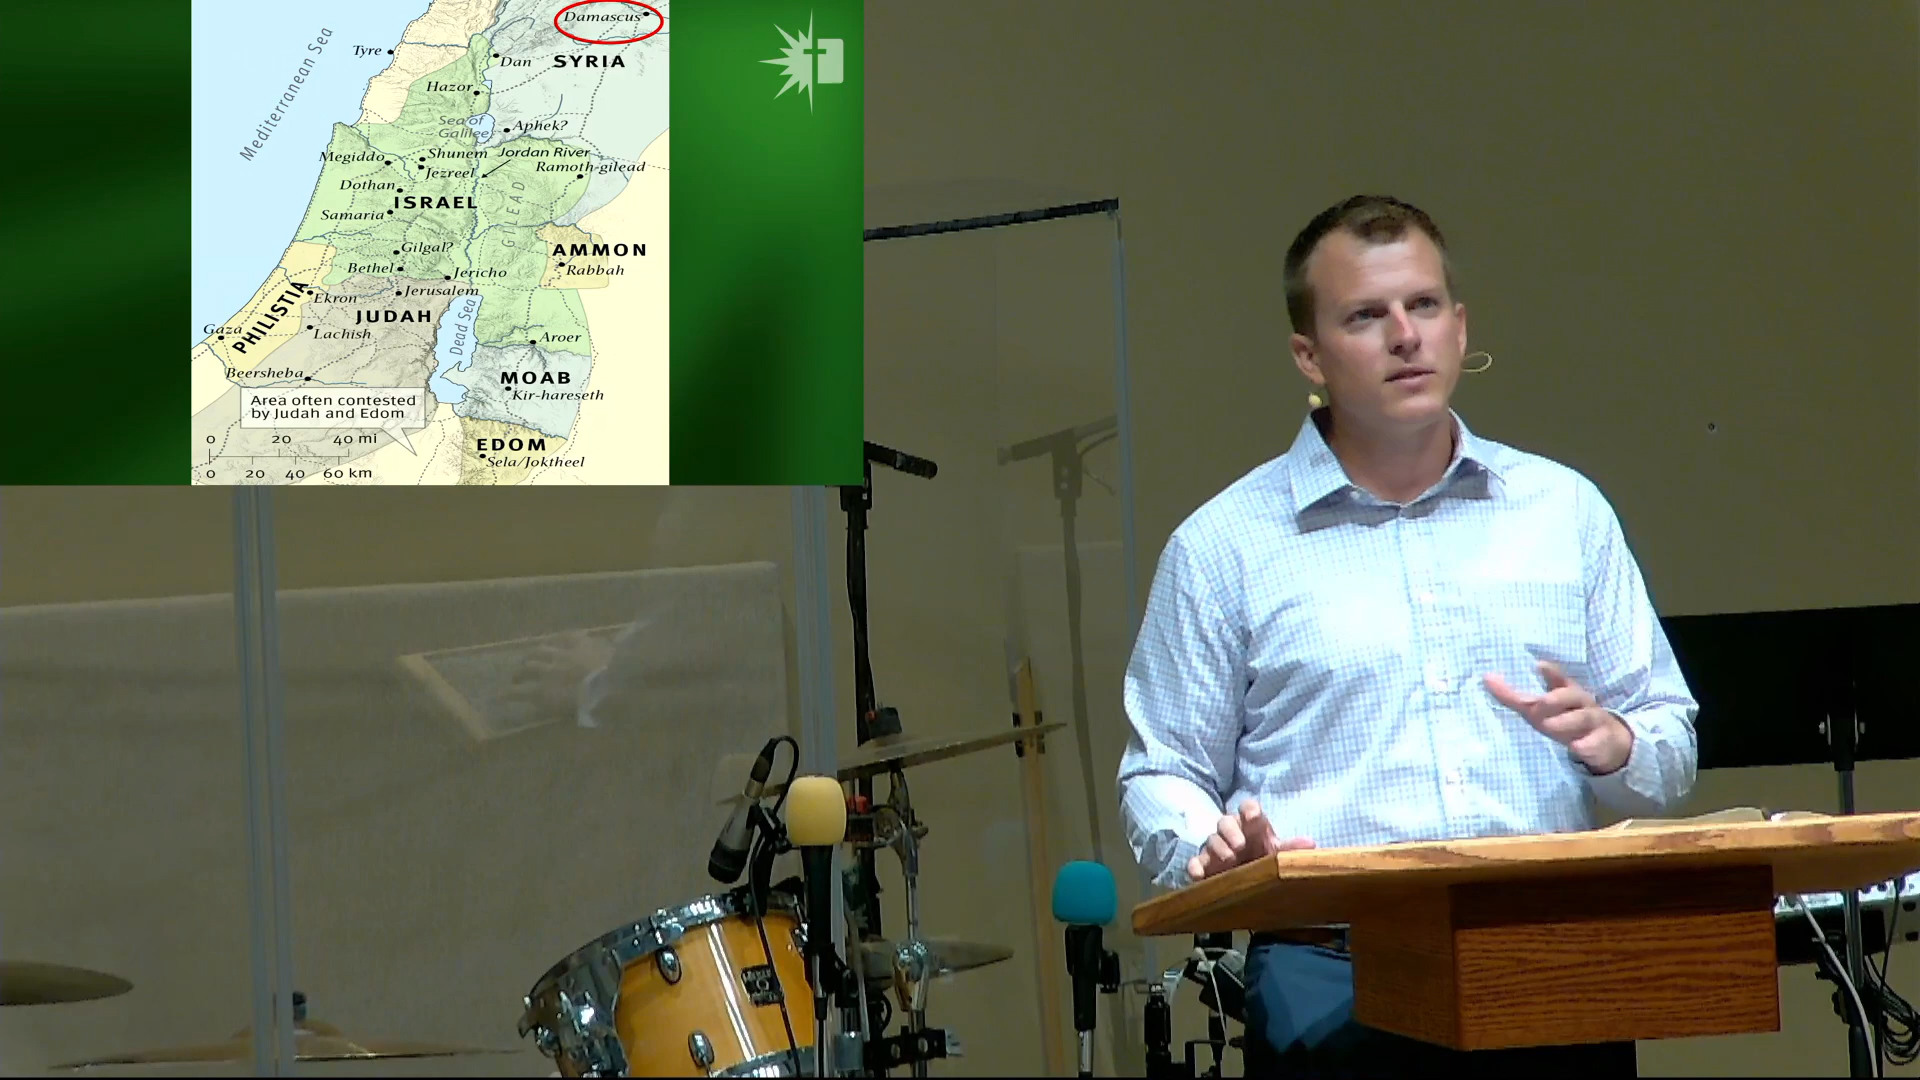 Damascus
Tyre
Dan
SYRIA
Mediterranean Sea
Hazor
Sea of
Galilee
Aphek?
Megiddo
Shunem
Jordan River
Jezreel
Ramoth-gilead
Dothan
ISRAEL
GILEAD
Samaria
Gilgal?
AMMON
Bethel
Jericho
Rabbah
Ekron
Jerusalem
PHILISTIA
JUDAH
Dead Sea
Gaza
Lachish
Aroer
Beersheba
MOAB
Kir-hareseth
Area often contested
by Judah and Edom
EDOM
Sela/Joktheel
0 20 40 mi
0 20 40 60 km